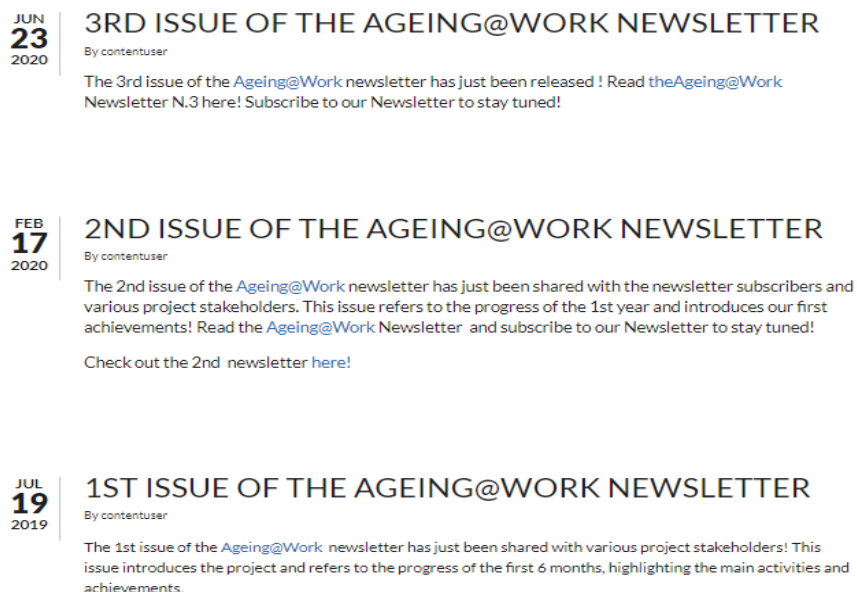 JUN
23
2020
3RD ISSUE OF THE AGEING@WORK NEWSLETTER
By contentuser
The 3rd issue of the Ageing@Work newsletter has just been released ! Read theAgeing@Work
Newsletter N.3 here! Subscribe to our Newsletter to stay tuned!
FEB
17
2020
2ND ISSUE OF THE AGEING@WORK NEWSLETTER
By contentuser
The 2nd issue of the Ageing@Work newsletter has just been shared with the newsletter subscribers and
various project stakeholders. This issue refers to the progress of the 1st year and introduces our first
achievements! Read the Ageing@Work Newsletter and subscribe to our Newsletter to stay tuned!
Check out the 2nd newsletter here!
JUL
19
2019
1ST ISSUE OF THE AGEING@WORK NEWSLETTER
By contentuser
The 1st issue of the Ageing@Work newsletter has just been shared with various project stakeholders! This
issue introduces the project and refers to the progress of the first 6 months, highlighting the main activities and
achievements.